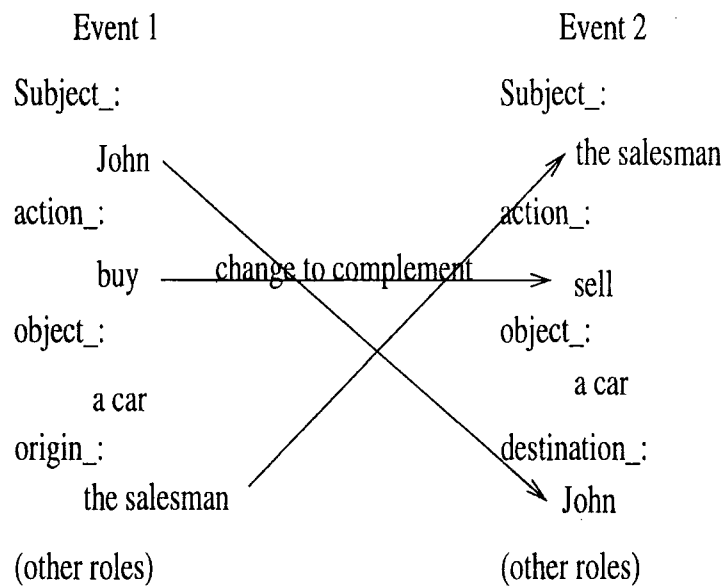 Event 1
Subject_:
John
action_:
buy
object_:
a car
origin_:
the salesman
(other roles)
change to complement
Event 2
Subject_:
the salesman
action_:
sell
object_:
a car
destination_:
John
(other roles)